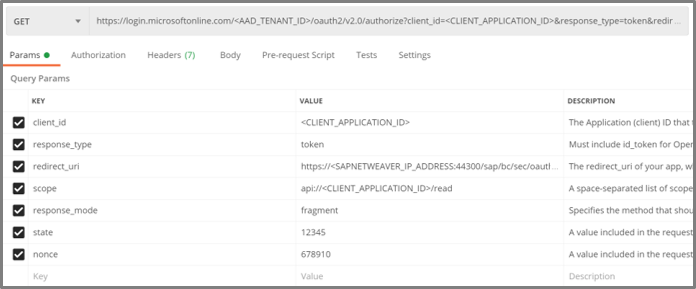 GET https://login.microsoftonline.com/<AAD_TENANT_ID>/oauth2/v2.0/authorize?client_id=<CLIENT_APPLICATION_ID>&response_type=token&redir...
Params Authorization Headers (7) Body Pre-request Script Tests Settings
Query Params
KEY VALUE DESCRIPTION
client_id <CLIENT_APPLICATION_ID> The Application (client) ID that
response_type token Must include id_token for Open
redirect_uri https://<SAPNETWEAVER_IP_ADDRESS:44300/sap/bc/sec/oauth... The redirect_uri of your app, w
scope api://<CLIENT_APPLICATION_ID>/read A space-separated list of scope
response_mode fragment Specifies the method that shou
state 12345 A value included in the request
nonce 678910 A value included in the request
Key Value Description